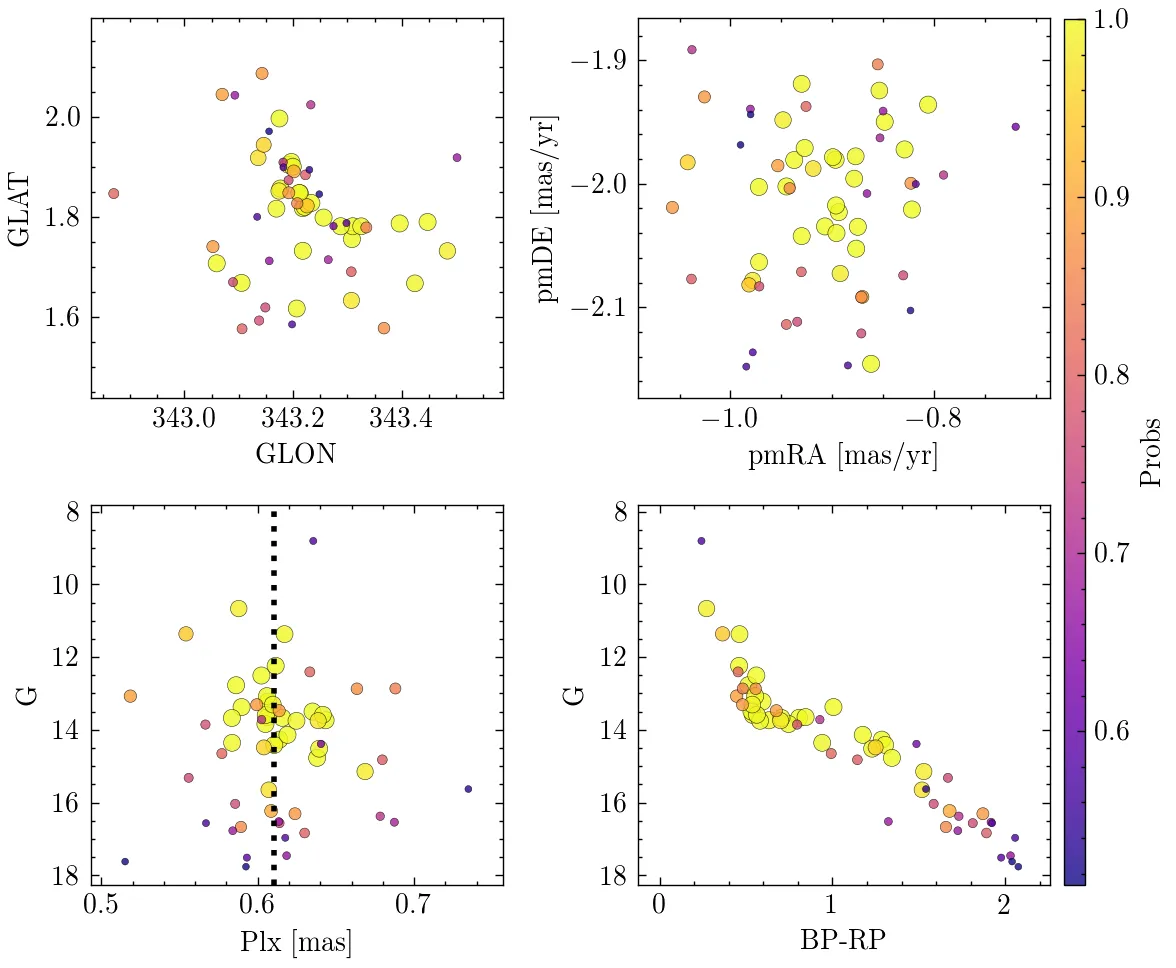 2.0
1.8
1.6
GLAT
343.0 343.2 343.4
GLON
−1.9
−2.0
−2.1
pmDE [mas/yr]
−1.0 −0.8
pmRA [mas/yr]
8
10
12
14
16
18
G
0.5 0.6 0.7
Plx [mas]
8
10
12
14
16
18
G
0 1 2
BP-RP
1.0
0.9
0.8
0.7
0.6
Probs